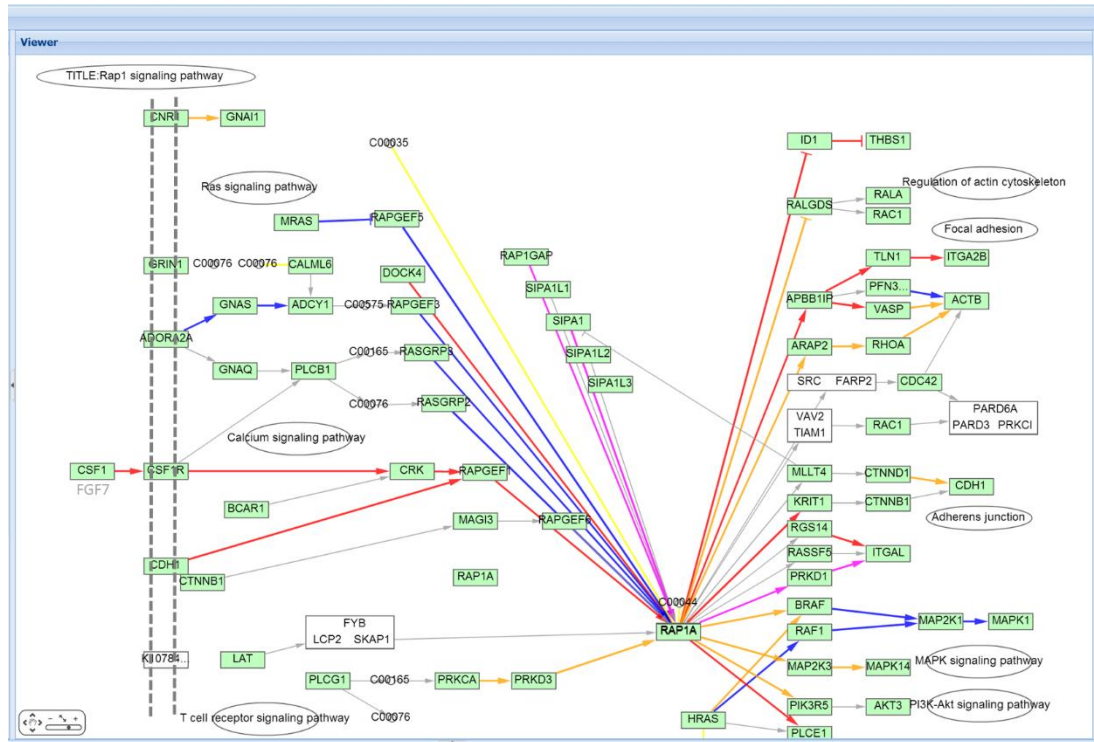 Viewer
TITLE:Rap1 signaling pathway
CNR1
GNAI1
C00035
ID1
THBS1
Ras signaling pathway
Regulation of actin cytoskeleton
RALA
RALGDS
RAC1
MRAS
RAPGEF5
Focal adhesion
RAP1GAP
TLN1
ITGA2B
GRIN1
C00076
C00076
CALML6
DOCK4
SIPA1L1
PFN3...
APBB1IP
ACTB
GNAS
ADCY1
C00575
RAPGEF3
VASP
SIPA1
ADORA2A
ARAP2
RHOA
C00165
RASGRP3
SIPA1L2
GNAQ
PLCB1
SIPA1L3
SRC FARP2
CDC42
C00076
RASGRP2
VAV2
TIAM1
RAC1
PARD6A
PARD3 PRKCI
Calcium signaling pathway
CSF1
CSF1R
CRK
RAPGEF1
MLLT4
CTNND1
FGF7
CDH1
KRIT1
CTNNB1
BCAR1
MAGI3
RAPGEF6
Adherens junction
RGS14
RASSF5
ITGAL
CDH1
CTNNB1
RAP1A
PRKD1
C00044
BRAF
FYB
LCP2 SKAP1
RAP1A
RAF1
MAP2K1
MAPK1
LAT
MAP2K3
MAPK14
MAPK signaling pathway
PLCG1
C00165
PRKCA
PRKD3
PIK3R5
AKT3
PI3K-Akt signaling pathway
T cell receptor signaling pathway
C00076
HRAS
PLCE1